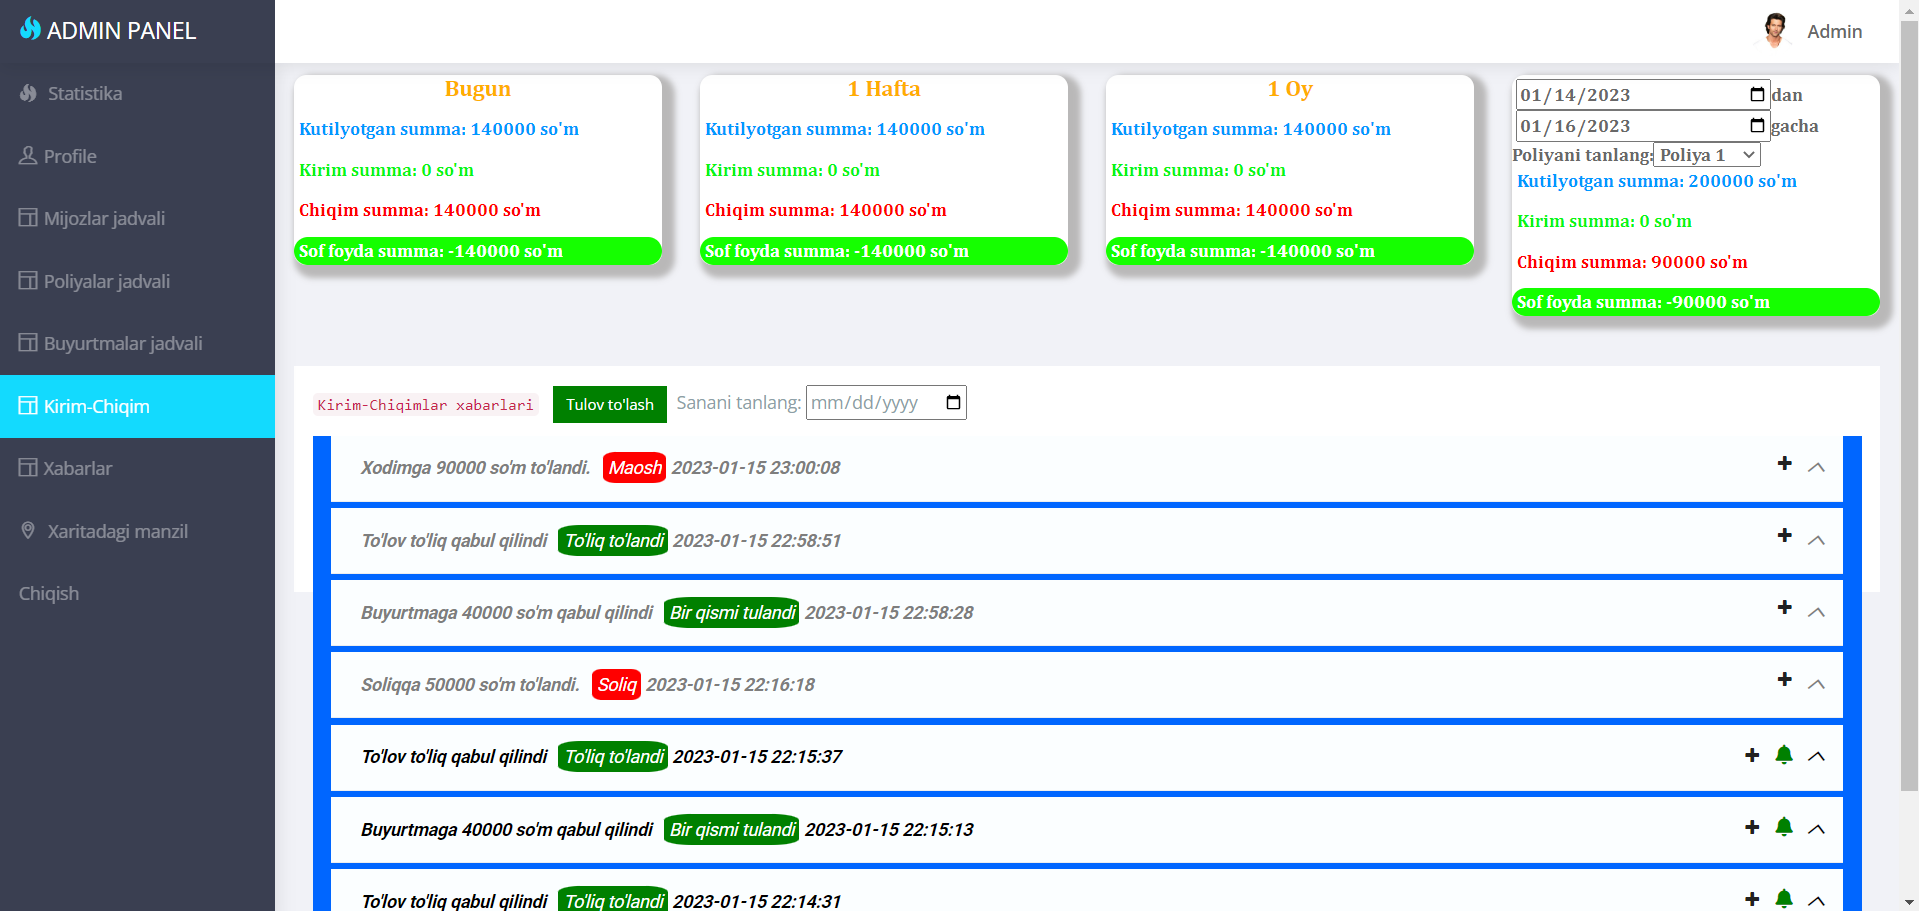 ADMIN PANEL
Admin
Statistika
Profile
Mijozlar jadvali
Poliyalar jadvali
Buyurtmalar jadvali
Kirim-Chiqim
Xabarlar
Xaritadagi manzil
Chiqish
Bugun
Kutilyotgan summa: 140000 so'm
Kirim summa: 0 so'm
Chiqim summa: 140000 so'm
Sof foyda summa: -140000 so'm
1 Hafta
Kutilyotgan summa: 140000 so'm
Kirim summa: 0 so'm
Chiqim summa: 140000 so'm
Sof foyda summa: -140000 so'm
1 Oy
Kutilyotgan summa: 140000 so'm
Kirim summa: 0 so'm
Chiqim summa: 140000 so'm
Sof foyda summa: -140000 so'm
01/14/2023 dan
01/16/2023 gacha
Poliyani tanlang: Poliya 1
Kutilyotgan summa: 200000 so'm
Kirim summa: 0 so'm
Chiqim summa: 90000 so'm
Sof foyda summa: -90000 so'm
Kirim-Chiqimlar xabarlari Tulov to'lash Sanani tanlang: mm/dd/yyyy
Xodimga 90000 so'm to'landi. Maosh 2023-01-15 23:00:08
To'lov to'liq qabul qilindi To'liq to'landi 2023-01-15 22:58:51
Buyurtmaga 40000 so'm qabul qilindi Bir qismi tulandi 2023-01-15 22:58:28
Soliqqa 50000 so'm to'landi. Soliq 2023-01-15 22:16:18
To'lov to'liq qabul qilindi To'liq to'landi 2023-01-15 22:15:37
Buyurtmaga 40000 so'm qabul qilindi Bir qismi tulandi 2023-01-15 22:15:13
To'lov to'liq qabul qilindi To'liq to'landi 2023-01-15 22:14:31